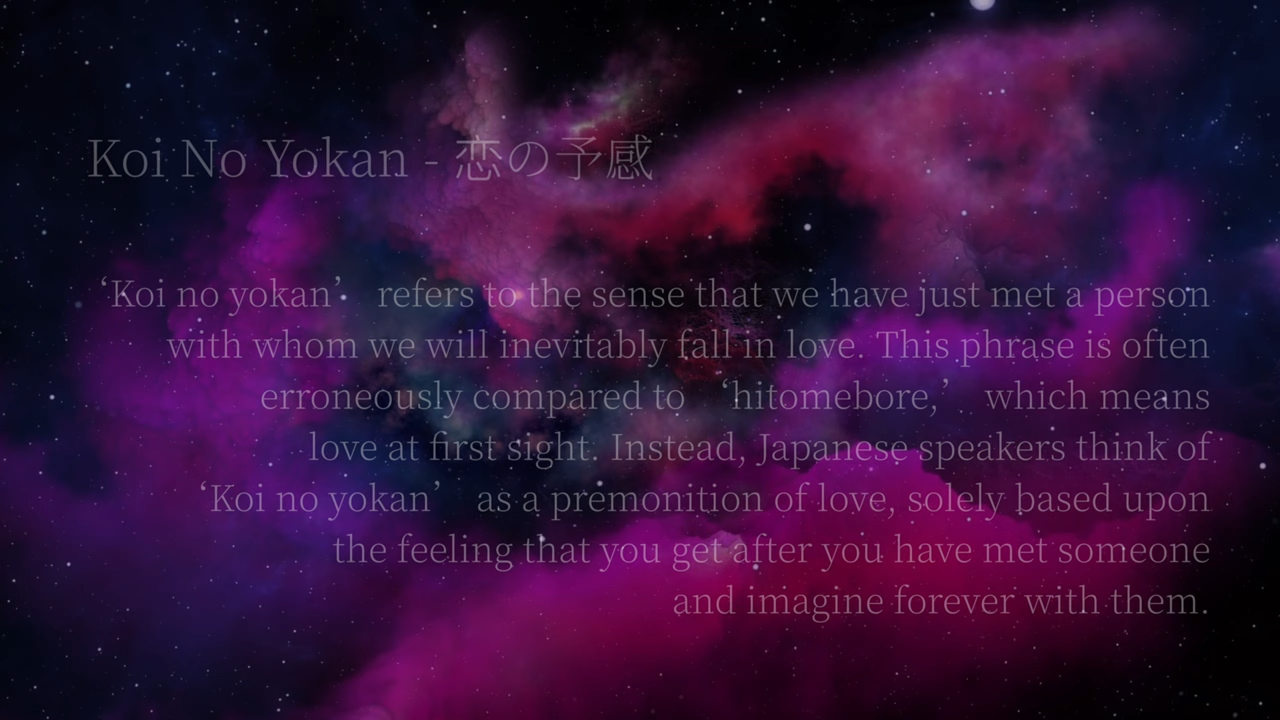 Koi No Yokan - 恋の予感
‘Koi no yokan’ refers to the sense that we have just met a person
with whom we will inevitably fall in love. This phrase is often
erroneously compared to ‘hitomebore,’ which means
love at first sight. Instead, Japanese speakers think of
‘Koi no yokan’ as a premonition of love, solely based upon
the feeling that you get after you have met someone
and imagine forever with them.